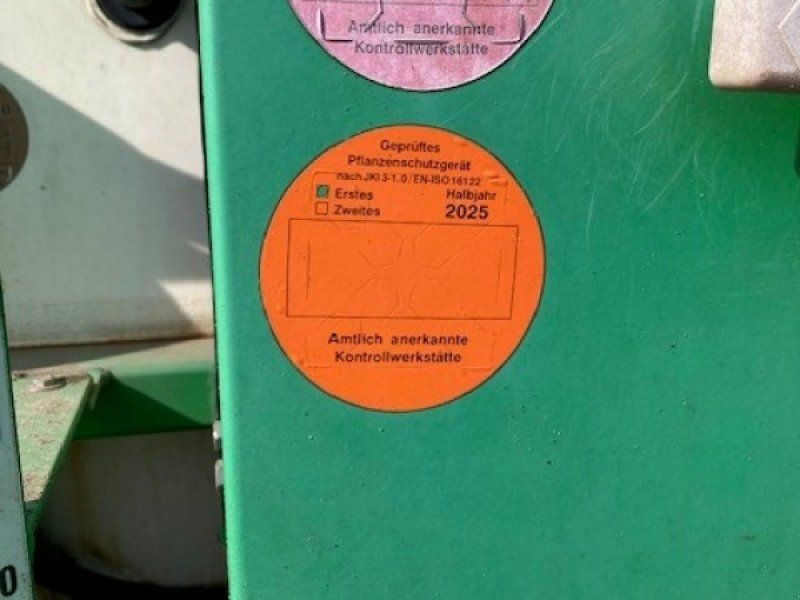 Amtlich anerkannte
Kontrollwerkstätte
Geprüftes
Pflanzenschutzgerät
nach JKI 3-1.0/EN-ISO 16122
Erstes Halbjahr
Zweites 2025
Amtlich anerkannte
Kontrollwerkstätte
0